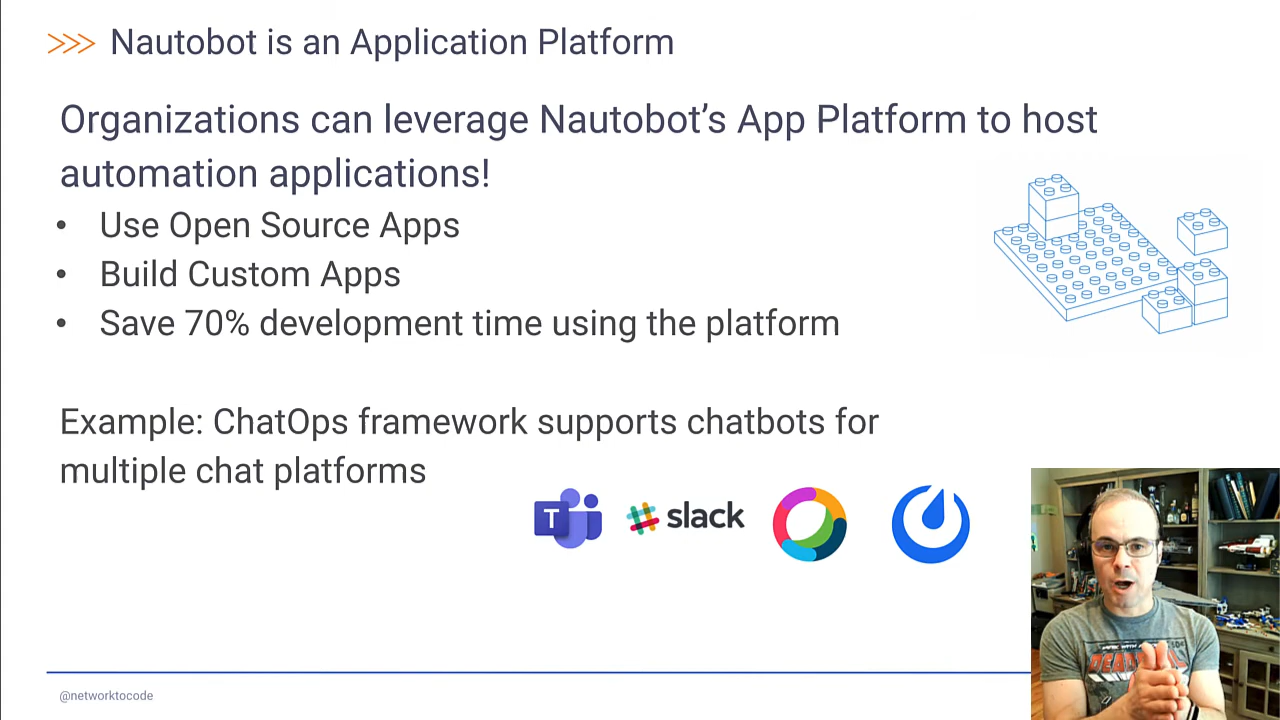 >>> Nautobot is an Application Platform
Organizations can leverage Nautobot’s App Platform to host
automation applications!
• Use Open Source Apps
• Build Custom Apps
• Save 70% development time using the platform
Example: ChatOps framework supports chatbots for
multiple chat platforms
T
slack
10¢
DEADPOOL
@networktocode